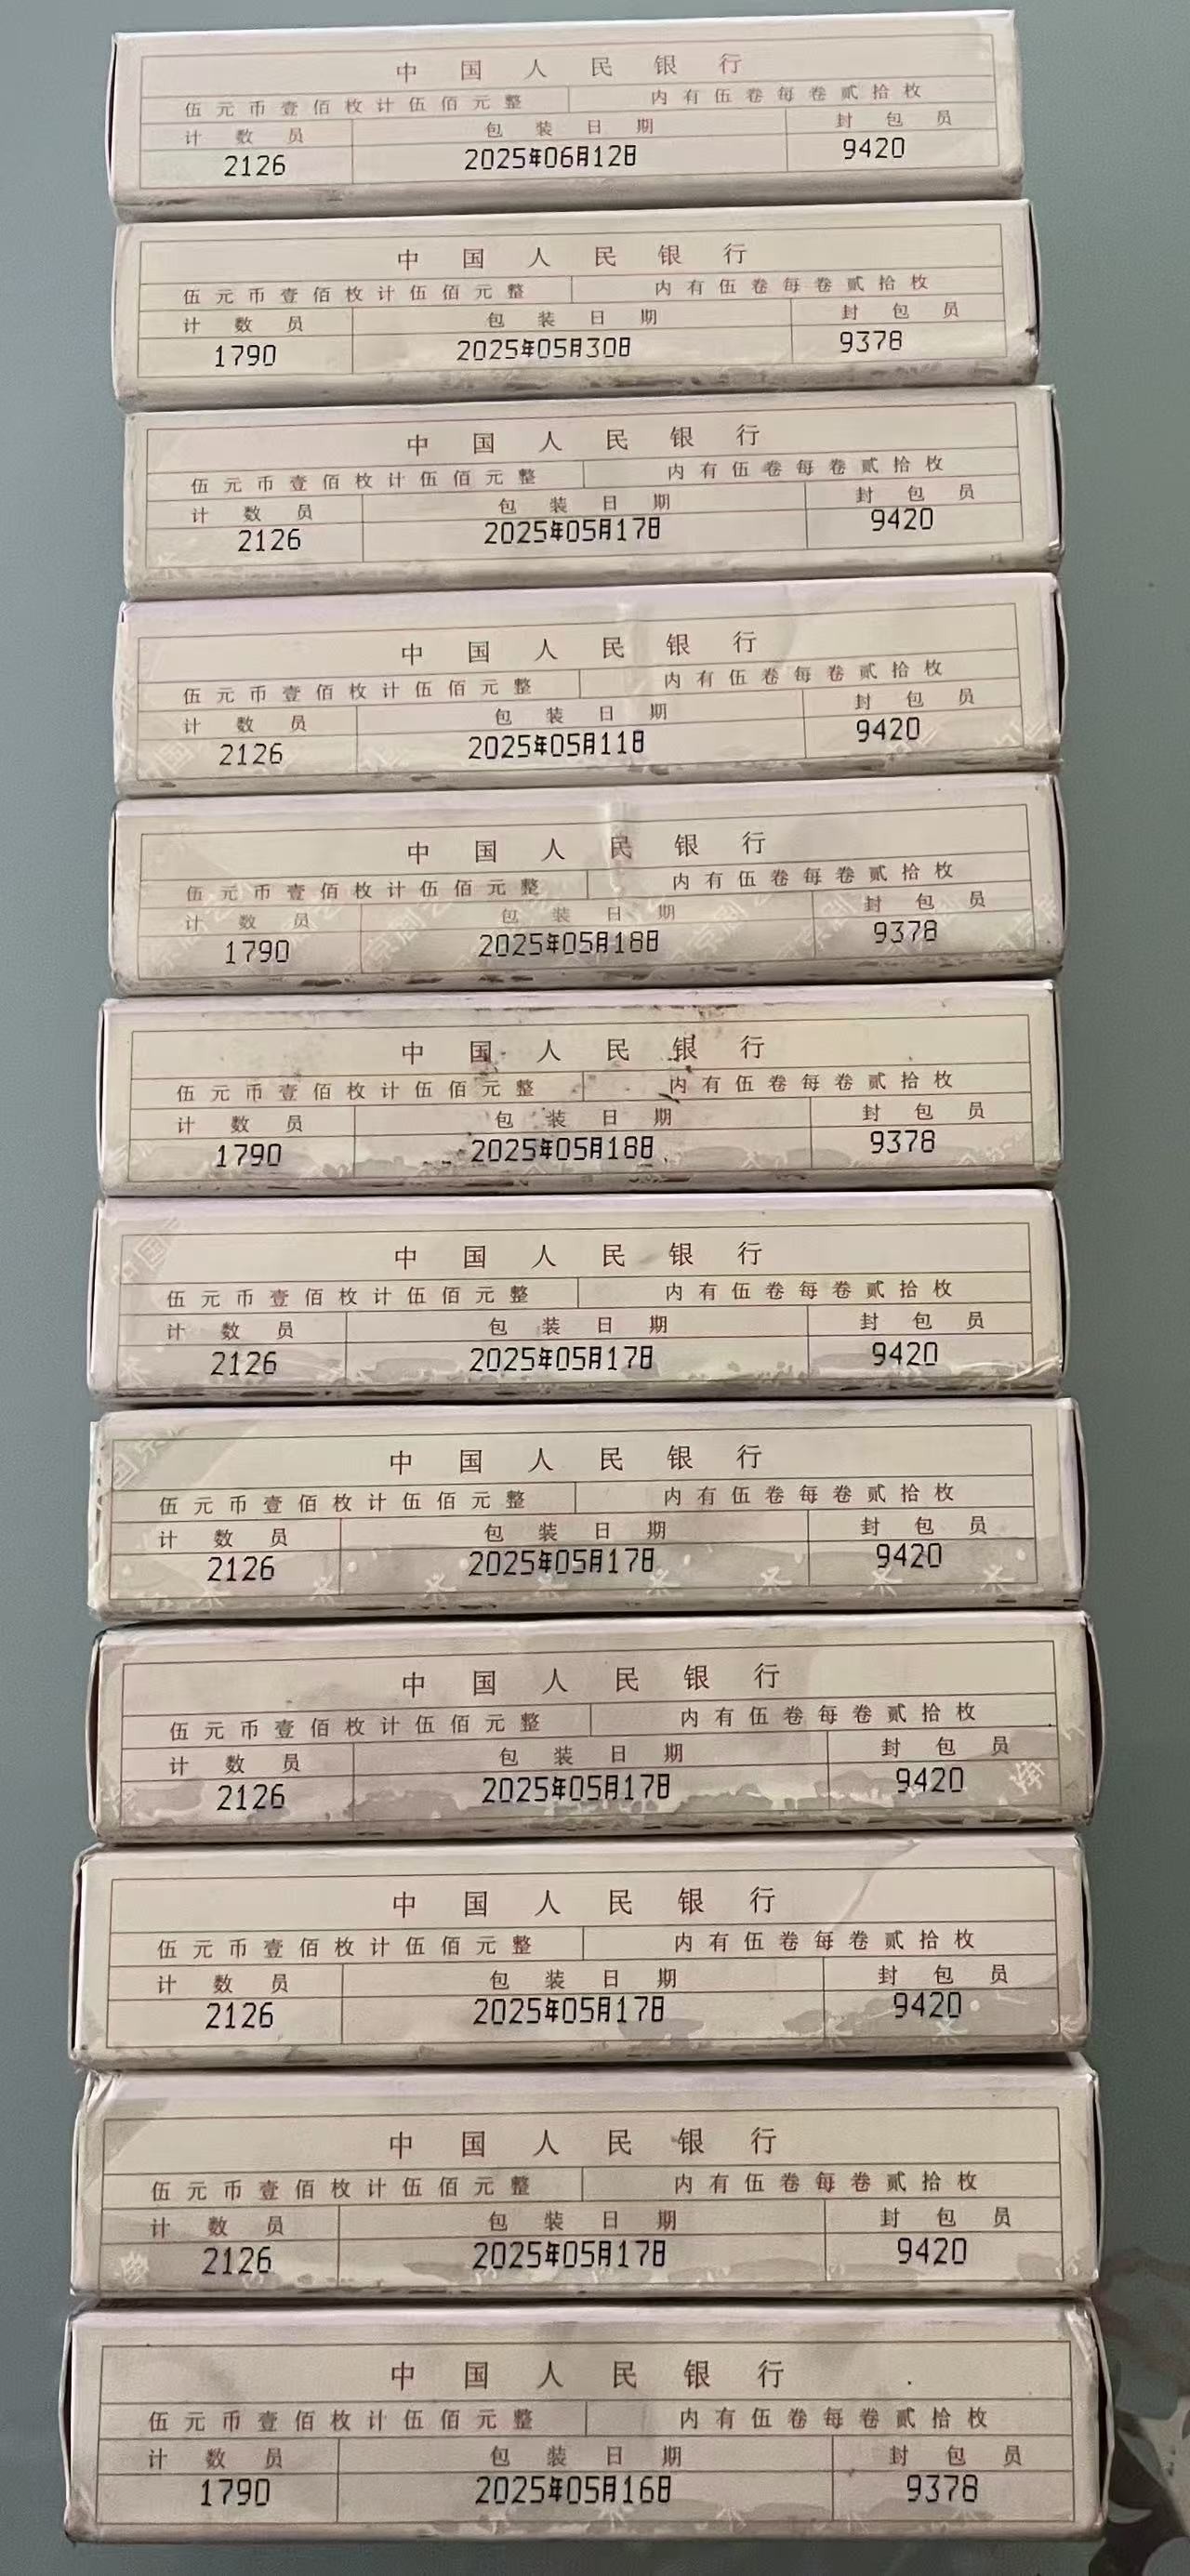 中国人民银行
伍元币壹佰枚计伍佰元整 内有伍卷每卷贰拾枚
计数员 包装日期 封包员
2126 2025年06月12日 9420
中国人民银行
伍元币壹佰枚计伍佰元整 内有伍卷每卷贰拾枚
计数员 包装日期 封包员
1790 2025年05月30日 9378
中国人民银行
伍元币壹佰枚计伍佰元整 内有伍卷每卷贰拾枚
计数员 包装日期 封包员
2126 2025年05月17日 9420
中国人民银行
伍元币壹佰枚计伍佰元整 内有伍卷每卷贰拾枚
计数员 包装日期 封包员
2126 2025年05月11日 9420
中国人民银行
伍元币壹佰枚计伍佰元整 内有伍卷每卷贰拾枚
计数员 包装日期 封包员
1790 2025年05月18日 9378
中国人民银行
伍元币壹佰枚计伍佰元整 内有伍卷每卷贰拾枚
计数员 包装日期 封包员
1790 2025年05月18日 9378
中国人民银行
伍元币壹佰枚计伍佰元整 内有伍卷每卷贰拾枚
计数员 包装日期 封包员
2126 2025年05月17日 9420
中国人民银行
伍元币壹佰枚计伍佰元整 内有伍卷每卷贰拾枚
计数员 包装日期 封包员
2126 2025年05月17日 9420
中国人民银行
伍元币壹佰枚计伍佰元整 内有伍卷每卷贰拾枚
计数员 包装日期 封包员
2126 2025年05月17日 9420
中国人民银行
伍元币壹佰枚计伍佰元整 内有伍卷每卷贰拾枚
计数员 包装日期 封包员
2126 2025年05月17日 9420
中国人民银行
伍元币壹佰枚计伍佰元整 内有伍卷每卷贰拾枚
计数员 包装日期 封包员
2126 2025年05月17日 9420
中国人民银行
伍元币壹佰枚计伍佰元整 内有伍卷每卷贰拾枚
计数员 包装日期 封包员
1790 2025年05月16日 9378